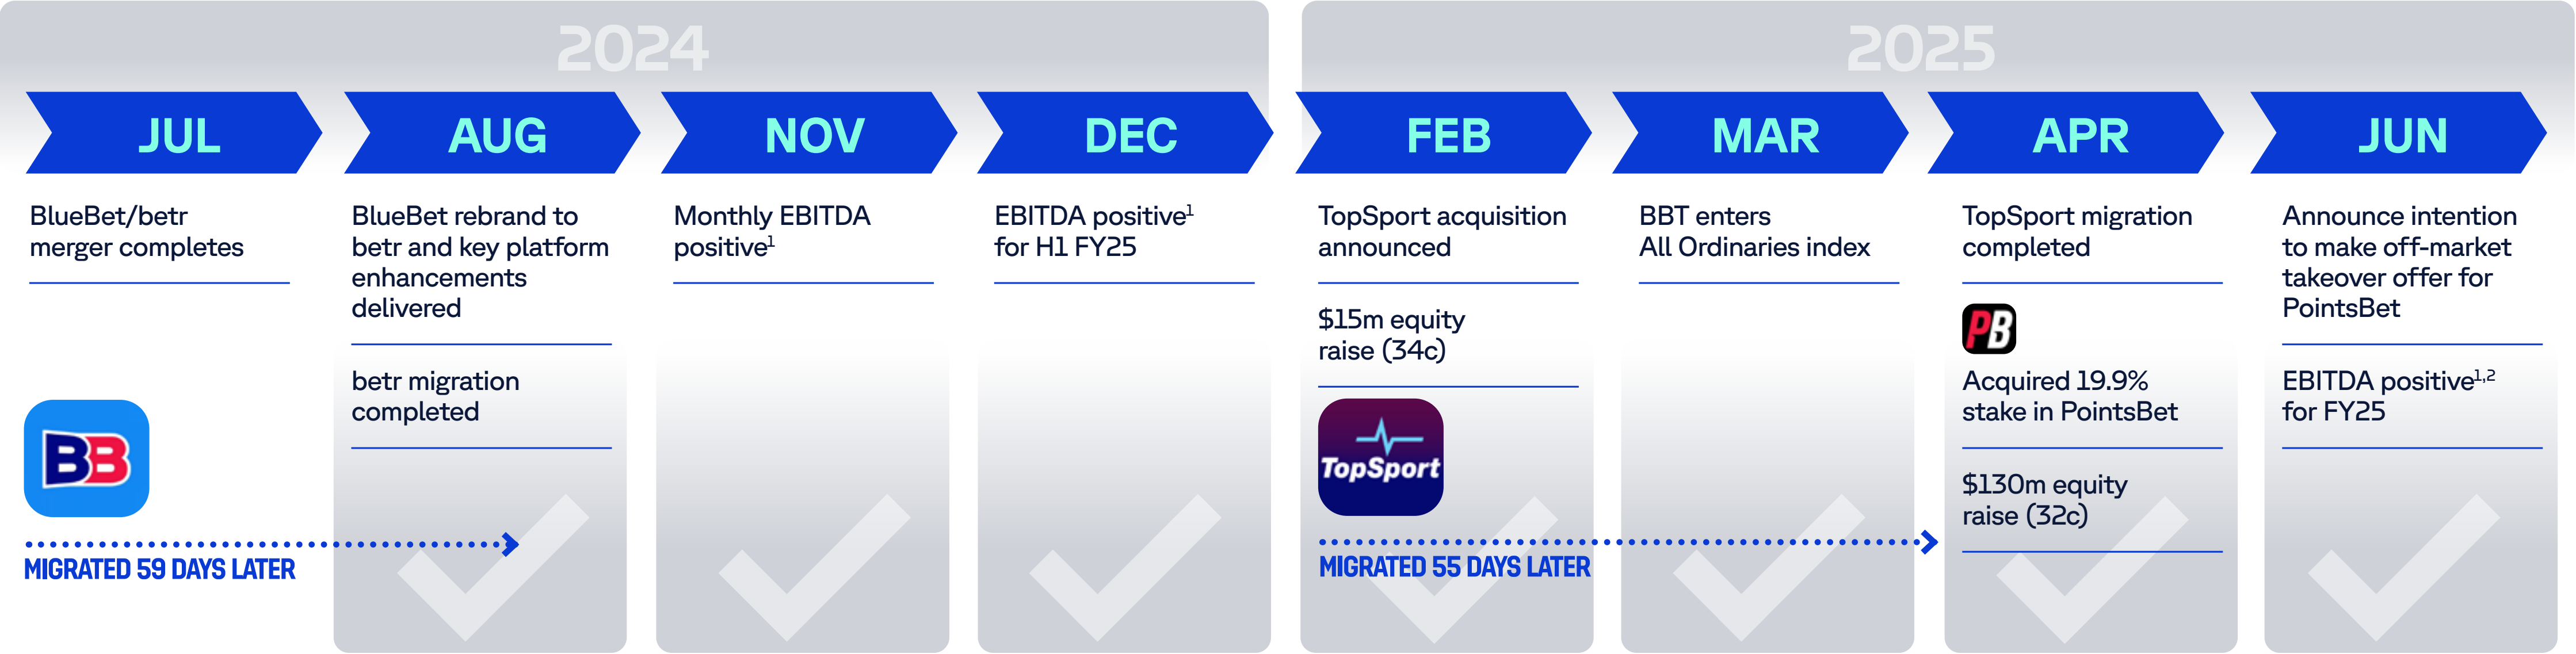 2024
2025
JUL
AUG
NOV
DEC
FEB
MAR
APR
JUN
BlueBet/betr
merger completes
BB
MIGRATED 59 DAYS LATER
BlueBet rebrand to
betr and key platform
enhancements
delivered
betr migration
completed
Monthly EBITDA
positive¹
EBITDA positive¹
for H1 FY25
TopSport acquisition
announced
$15m equity
raise (34c)
TopSport
MIGRATED 55 DAYS LATER
BBT enters
All Ordinaries index
TopSport migration
completed
PB
Acquired 19.9%
stake in PointsBet
$130m equity
raise (32c)
Announce intention
to make off-market
takeover offer for
PointsBet
EBITDA positive¹,²
for FY25